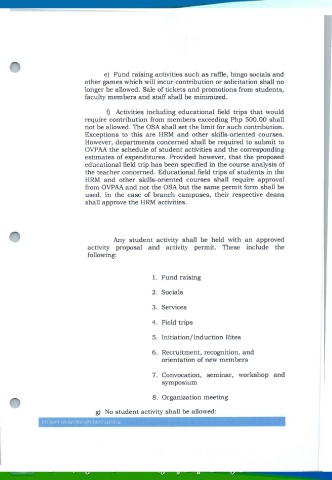 e) Fund raising activities such as raffle, bingo socials and
other games which will incur contribution or solicitation shall no
longer be allowed. Sale of tickets and promotions from students,
faculty members and staff shall be minimized.
f) Activities including educational field trips that would
require contribution from members exceeding Php 500.00 shall
not be allowed. The OSA shall set the limit for such contribution.
Exceptions to this are HRM and other skills-oriented courses.
However, departments concerned shall be required to submit to
OVPAA the schedule of student activities and the corresponding
estimates of expenditures. Provided however, that the proposed
educational field trip has been specified in the course analysis of
the teacher concerned. Educational field trips of students in the
HRM and other skills-oriented courses shall require approval
from OVPAA and not the OSA but the same permit form shall be
used. In the case of branch campuses, their respective deans
shall approve the HRM activities.
Any student activity shall be held with an approved
activity proposal and activity permit. These include the
following:
1. Fund raising
2. Socials
3. Services
4. Field trips
5. Initiation/Induction Rites
6. Recruitment, recognition, and
orientation of new members
7. Convocation, seminar, workshop and
symposium
8. Organization meeting
g) No student activity shall be allowed: